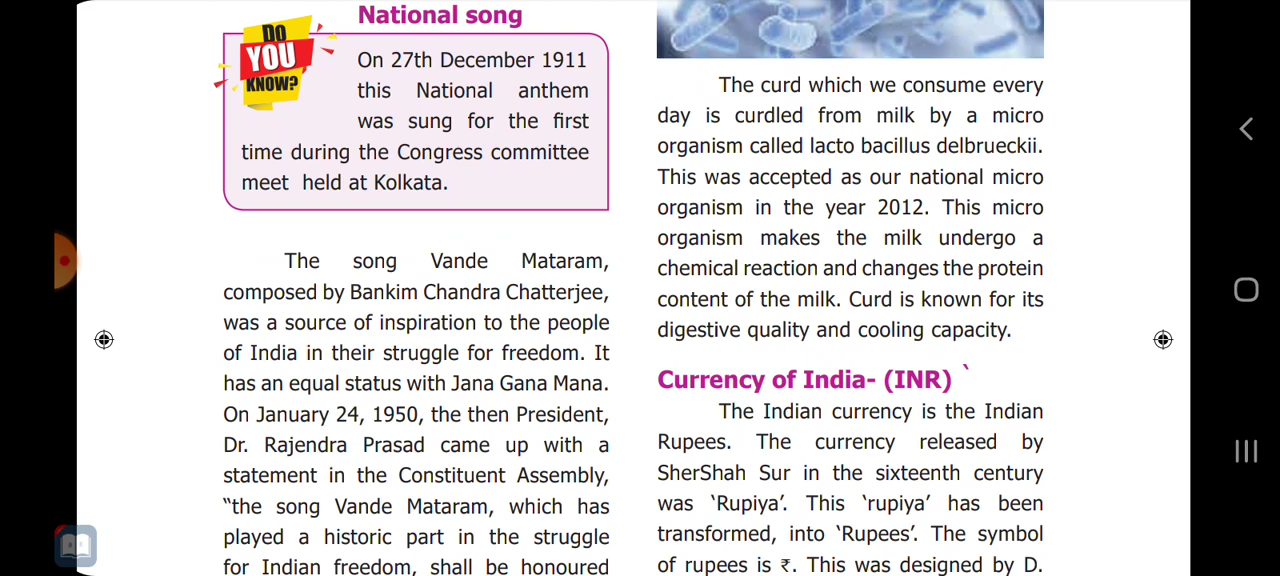 National song
DO
YOU
KNOW?
On 27th December 1911
this National anthem
was sung for the first
time during the Congress committee
meet held at Kolkata.
The song Vande Mataram,
composed by Bankim Chandra Chatterjee,
was a source of inspiration to the people
of India in their struggle for freedom. It
has an equal status with Jana Gana Mana.
On January 24, 1950, the then President,
Dr. Rajendra Prasad came up with a
statement in the Constituent Assembly,
“the song Vande Mataram, which has
played a historic part in the struggle
for Indian freedom, shall be honoured
The curd which we consume every
day is curdled from milk by a micro
organism called lacto bacillus delbrueckii.
This was accepted as our national micro
organism in the year 2012. This micro
organism makes the milk undergo a
chemical reaction and changes the protein
content of the milk. Curd is known for its
digestive quality and cooling capacity.
Currency of India- (INR) `
The Indian currency is the Indian
Rupees. The currency released by
SherShah Sur in the sixteenth century
was ‘Rupiya’. This ‘rupiya’ has been
transformed, into ‘Rupees’. The symbol
of rupees is ₹. This was designed by D.